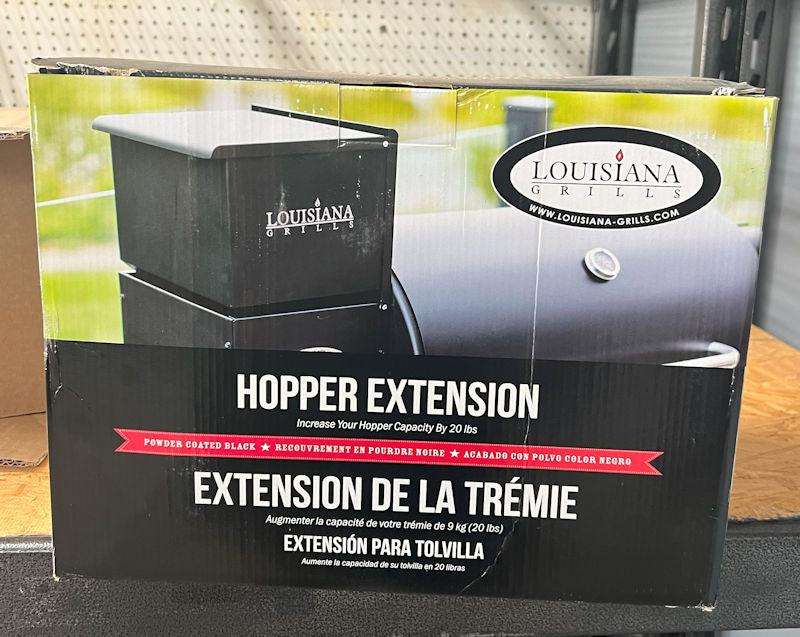 LOUISIANA
GRILLS
WWW.LOUISIANA-GRILLS.COM
LOUISIANA
GRILLS
HOPPER EXTENSION
Increase Your Hopper Capacity By 20 lbs
POWDER COATED BLACK ★ RECOUVREMENT EN POURDRE NOIRE ★ ACABADO CON POLVO COLOR NEGRO
EXTENSION DE LA TRÉMIE
Augmenter la capacité de votre trémie de 9 kg (20 lbs)
EXTENSIÓN PARA TOLVILLA
Aumente la capacidad de su tolvilla en 20 libras